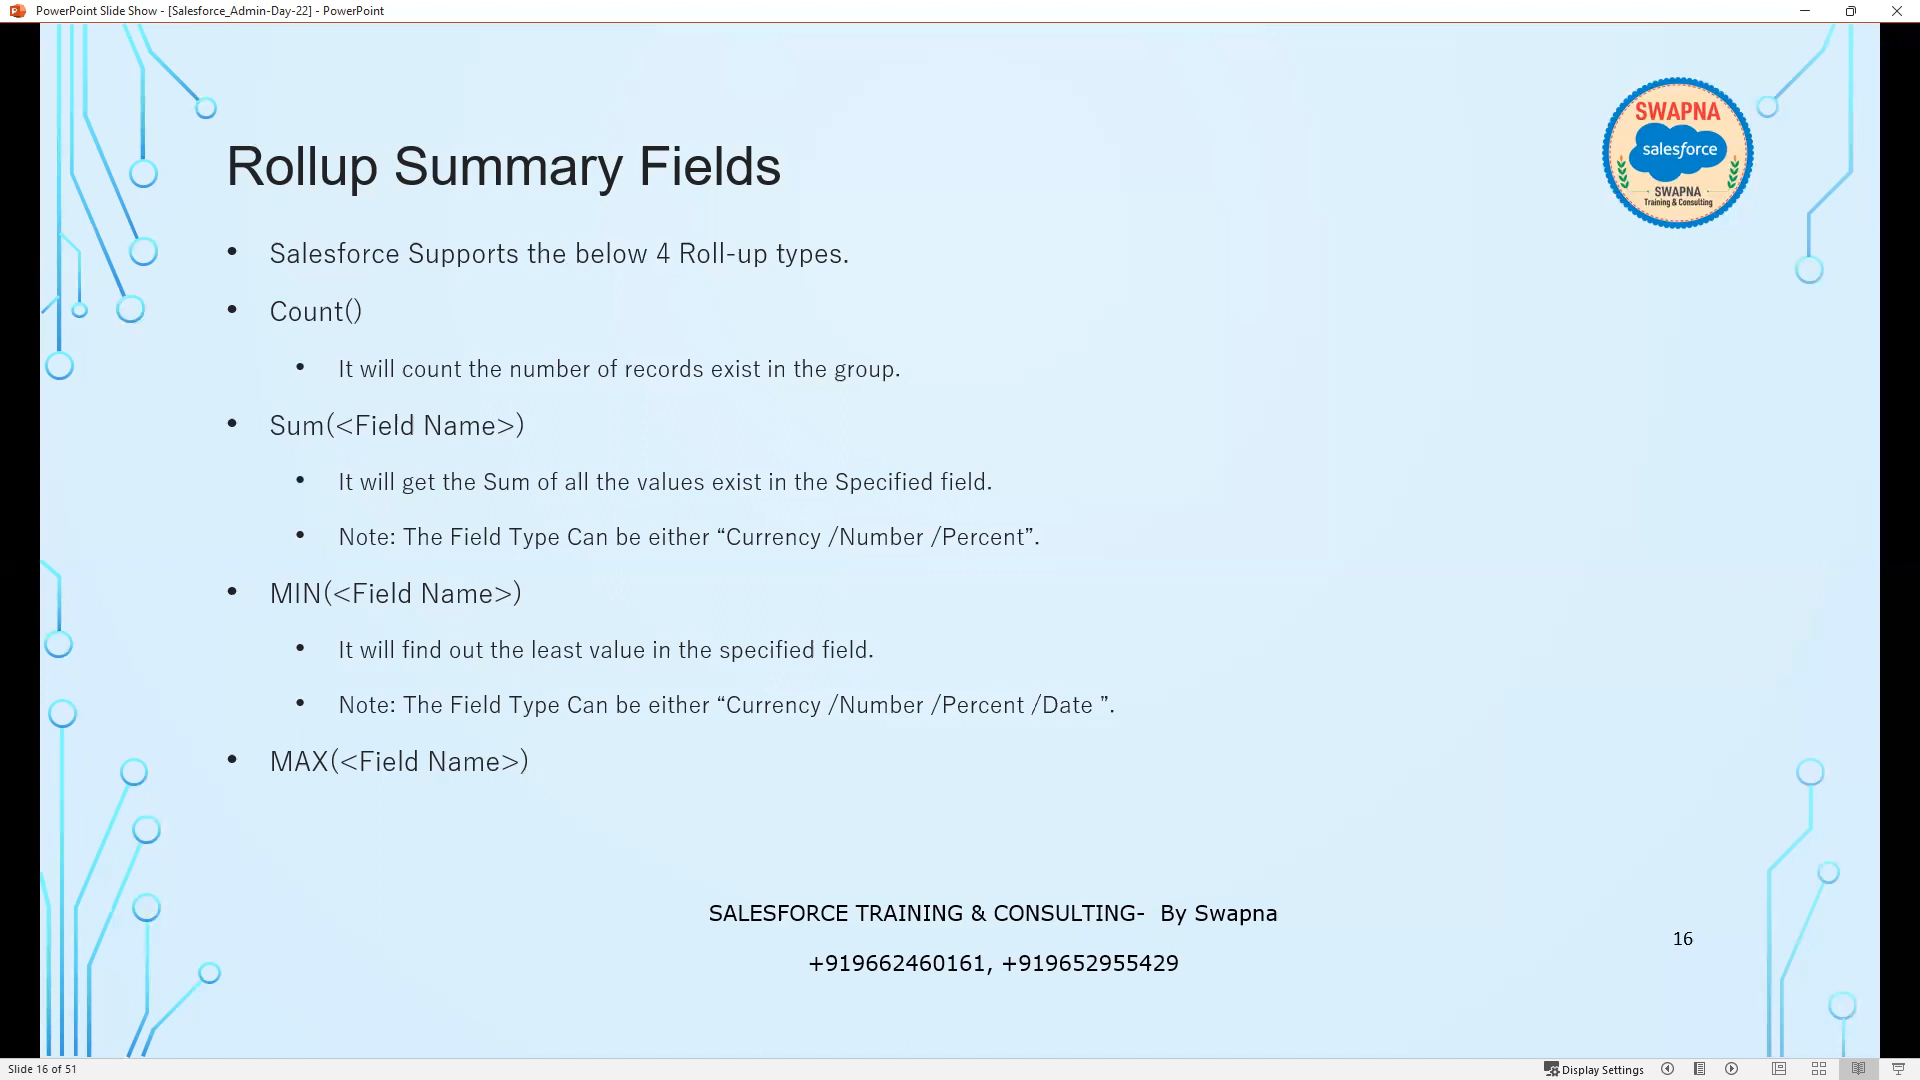 PowerPoint Slide Show - [Salesforce_Admin-Day-22] - PowerPoint
SWAPNA
salesforce
SWAPNA
Training & Consulting
Rollup Summary Fields
• Salesforce Supports the below 4 Roll-up types.
• Count()
• It will count the number of records exist in the group.
• Sum(<Field Name>)
• It will get the Sum of all the values exist in the Specified field.
• Note: The Field Type Can be either “Currency /Number /Percent”.
• MIN(<Field Name>)
• It will find out the least value in the specified field.
• Note: The Field Type Can be either “Currency /Number /Percent /Date ”.
• MAX(<Field Name>)
SALESFORCE TRAINING & CONSULTING- By Swapna
+919662460161, +919652955429
16
Slide 16 of 51
Display Settings